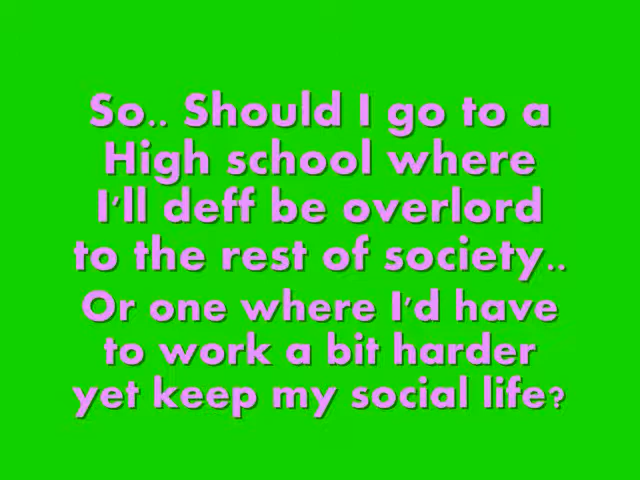 So.. Should I go to a
High school where
I'll deff be overlord
to the rest of society..
Or one where I'd have
to work a bit harder
yet keep my social life?